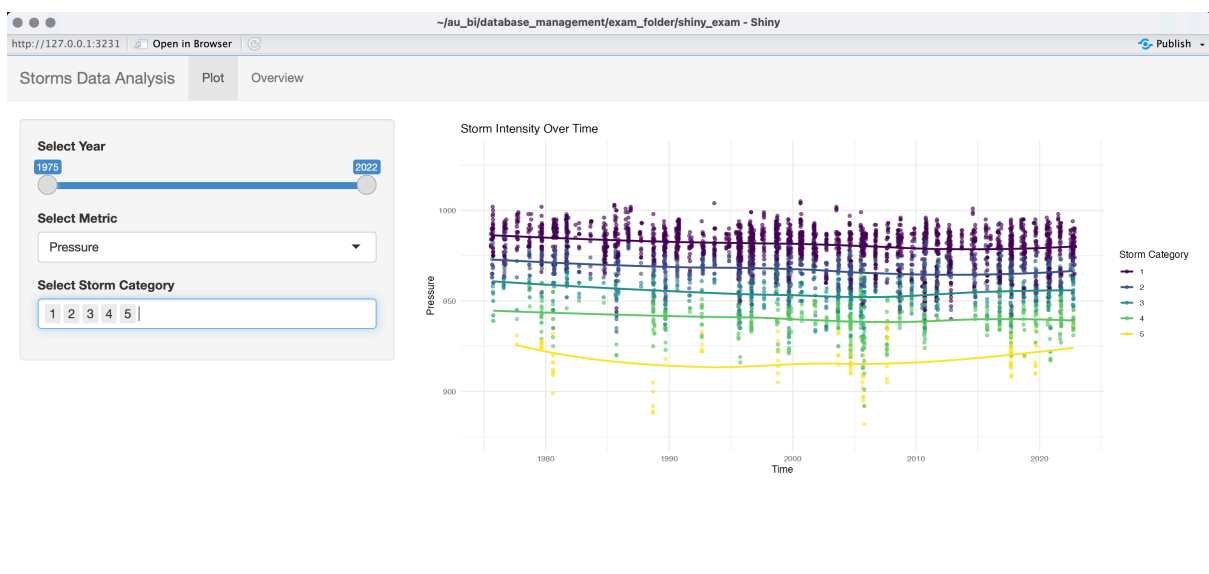 ~/au_bi/database_management/exam_folder/shiny_exam - Shiny
http://127.0.0.1:3231 Open in Browser Publish
Storms Data Analysis Plot Overview
Select Year
1975 2022
Select Metric
Pressure
Select Storm Category
1 2 3 4 5
Storm Intensity Over Time
1000
950
900
Pressure
1980 1990 2000 2010 2020
Time
Storm Category
1
2
3
4
5